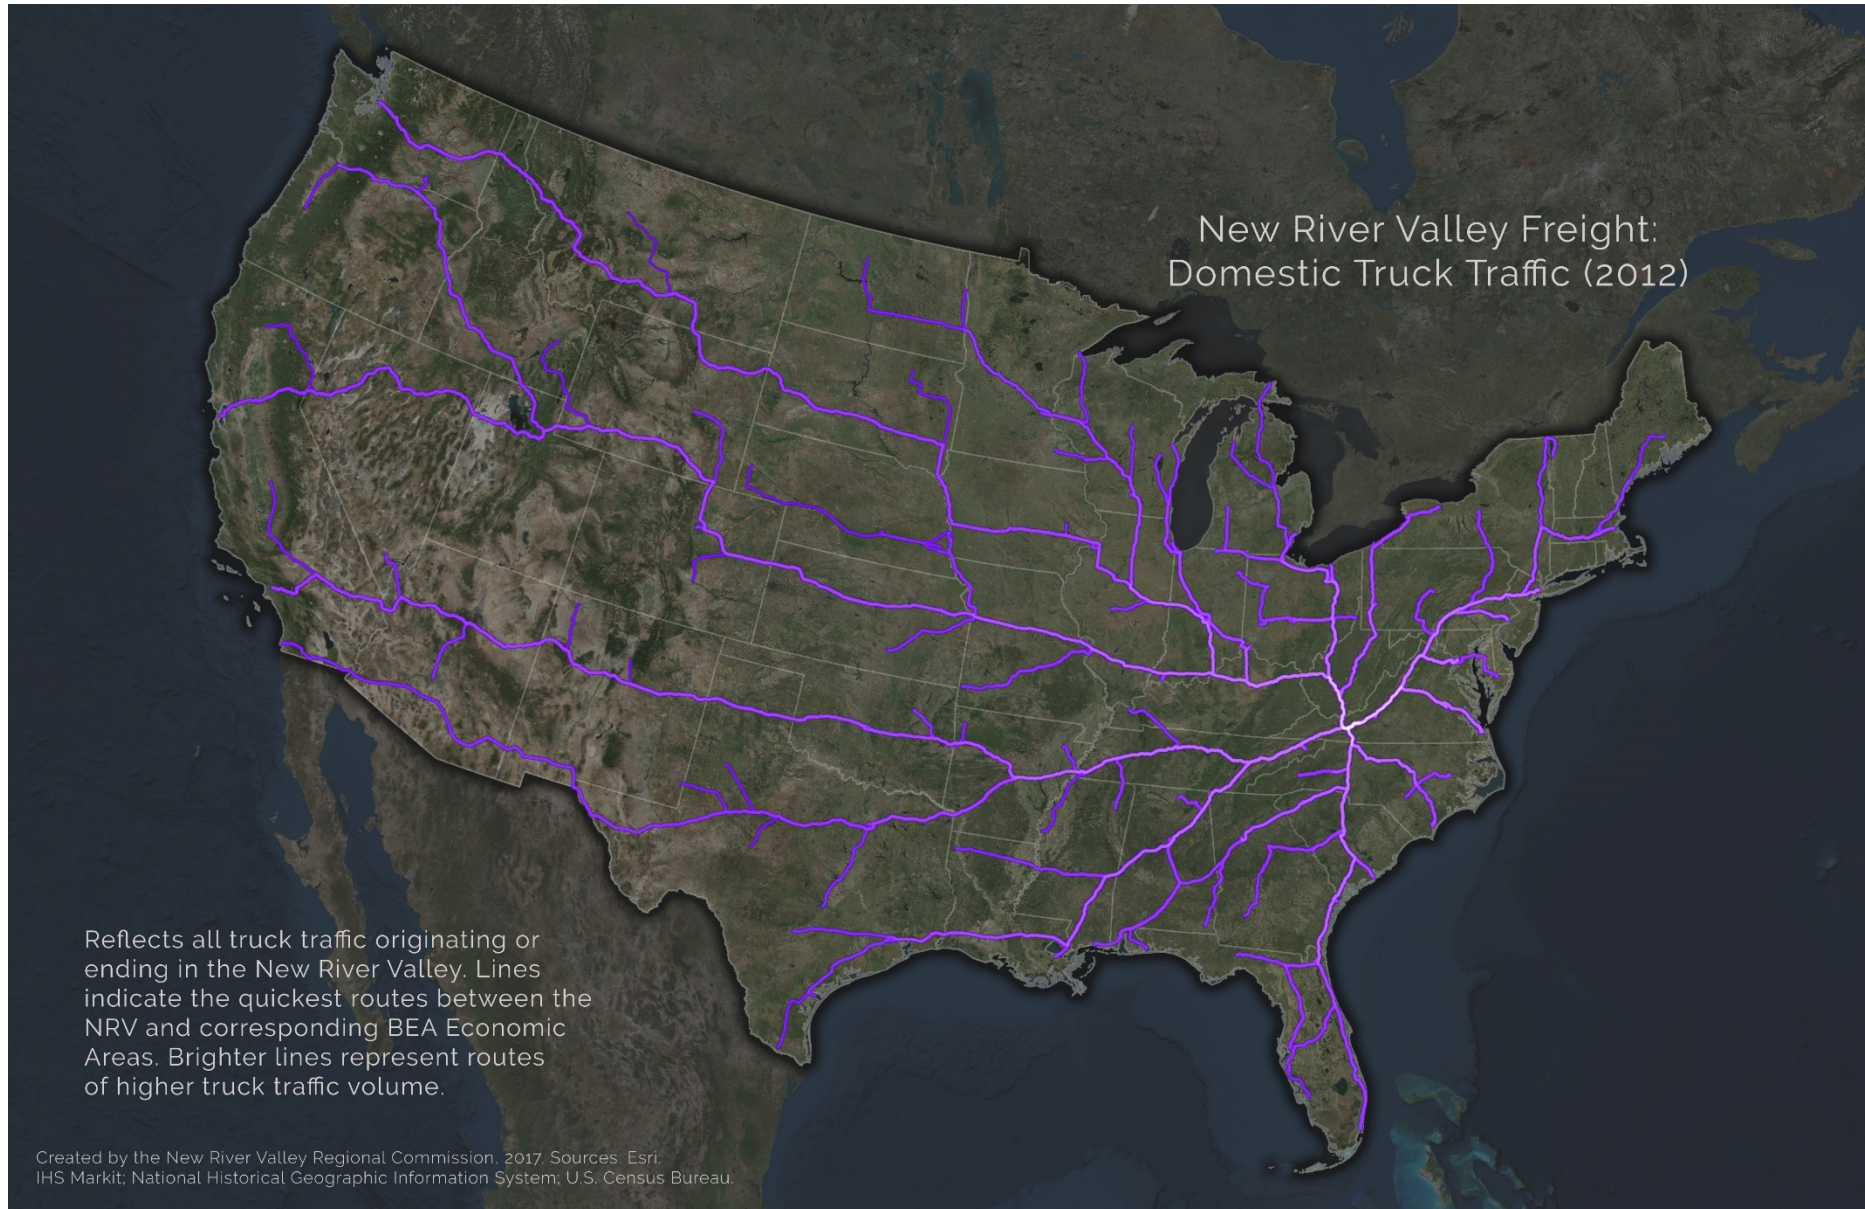 New River Valley Freight:
Domestic Truck Traffic (2012)
Reflects all truck traffic originating or
ending in the New River Valley. Lines
indicate the quickest routes between the
NRV and corresponding BEA Economic
Areas. Brighter lines represent routes
of higher truck traffic volume.
Created by the New River Valley Regional Commission, 2017. Sources: Esri;
IHS Markit; National Historical Geographic Information System; U.S. Census Bureau.